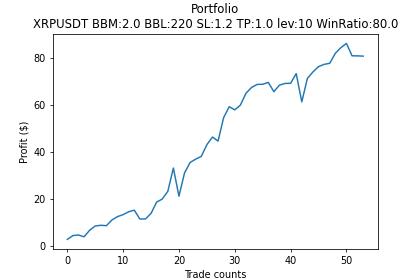 Portfolio
XRPUSDT BBM:2.0 BBL:220 SL:1.2 TP:1.0 lev:10 WinRatio:80.0
Profit ($)
80
60
40
20
0
0 10 20 30 40 50
Trade counts